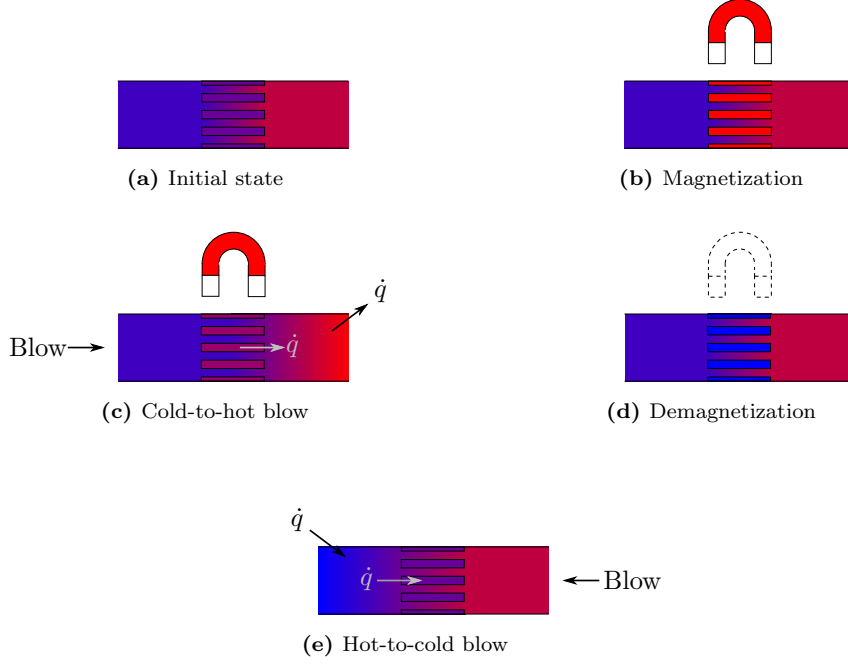 (a) Initial state
(b) Magnetization
q̇
Blow
q̇
(c) Cold-to-hot blow
(d) Demagnetization
q̇
q̇
Blow
(e) Hot-to-cold blow